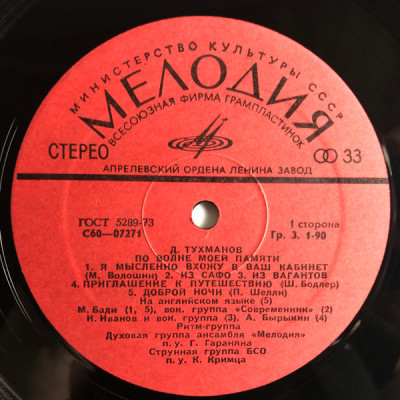 МИНИСТЕРСТВО КУЛЬТУРЫ СССР
МЕЛОДИЯ
ВСЕСОЮЗНАЯ ФИРМА ГРАМПЛАСТИНОК
СТЕРЕО
33
АПРЕЛЕВСКИЙ ОРДЕНА ЛЕНИНА ЗАВОД
ГОСТ 5289-73
С60—07271
1 сторона
Гр. 3. 1-90
Д. ТУХМАНОВ
ПО ВОЛНЕ МОЕЙ ПАМЯТИ
1. Я МЫСЛЕННО ВХОЖУ В ВАШ КАБИНЕТ
(М. Волошин) 2. ИЗ САФО 3. ИЗ ВАГАНТОВ
4. ПРИГЛАШЕНИЕ К ПУТЕШЕСТВИЮ (Ш. Бодлер)
5. ДОБРОЙ НОЧИ (П. Шелли)
На английском языке (5)
М. Бади (1, 5), вок. группа «Современник» (2)
И. Иванов и вок. группа (3), А. Бырыкин (4)
Ритм-группа
Духовая группа ансамбля «Мелодия»
п. у. Г. Гараняна
Струнная группа БСО
п. у. К. Кримца